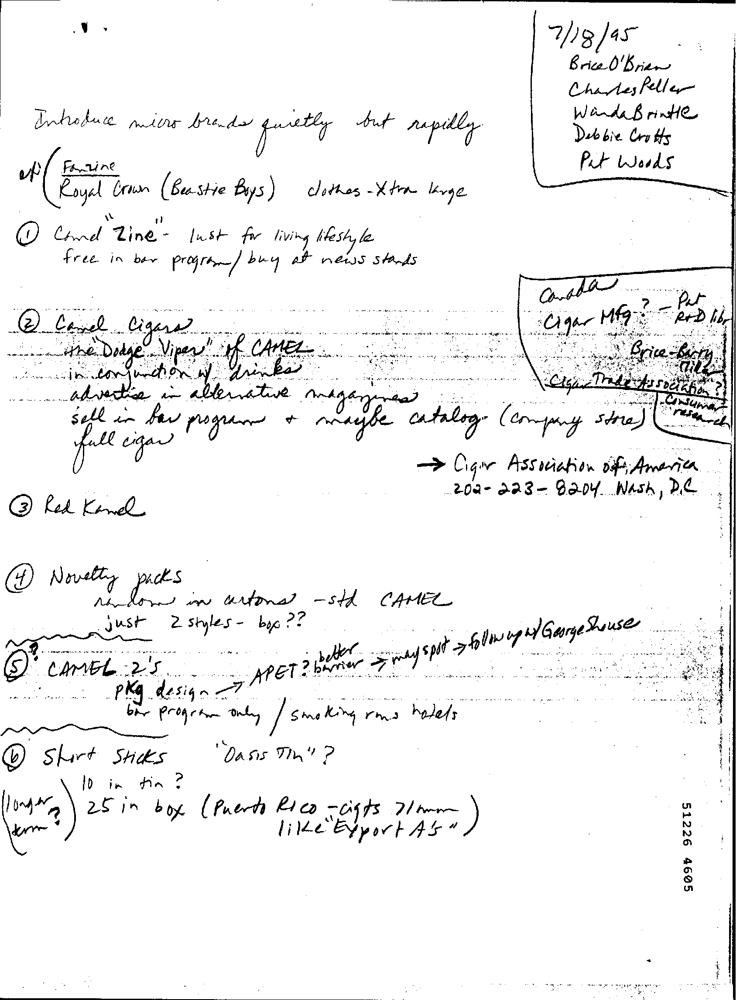 7/18/95
Brice O'Brien
Charles Peller
Wanda Brintle
Debbie Crotts
Pat Woods
Introduce micro brands quietly but rapidly
Fanzine
Royal Crown (Beastie Boys) clothes - Xtra large
① Camel "Zine" - lust for living lifestyle
free in bar program / buy at news stands
Canada
Cigar Mfg? - Pat R&D libr
Brice - Barry
Cigar Trade Association?
Consumer research
② Camel Cigars
the "Dodge Viper" of CAMEL
in conjunction w/ drinks
advertise in alternative magazines
sell in bar program + maybe catalog (company store)
full cigar
→ Cigar Association of America
202-223-8204 Wash, D.C
③ Red Kamel
④ Novelty packs
random in cartons - std CAMEL
just 2 styles - box??
⑤? CAMEL 2's
pkg design → APET? better barrier → may spot → follow up w/ George Shouse
bar program only / smoking rms hotels
⑥ Short Sticks "Oasis Tin"?
10 in tin?
(longer term?) 25 in box (Puerto Rico - cigts 71mm
like "Export A's")
51226 4605